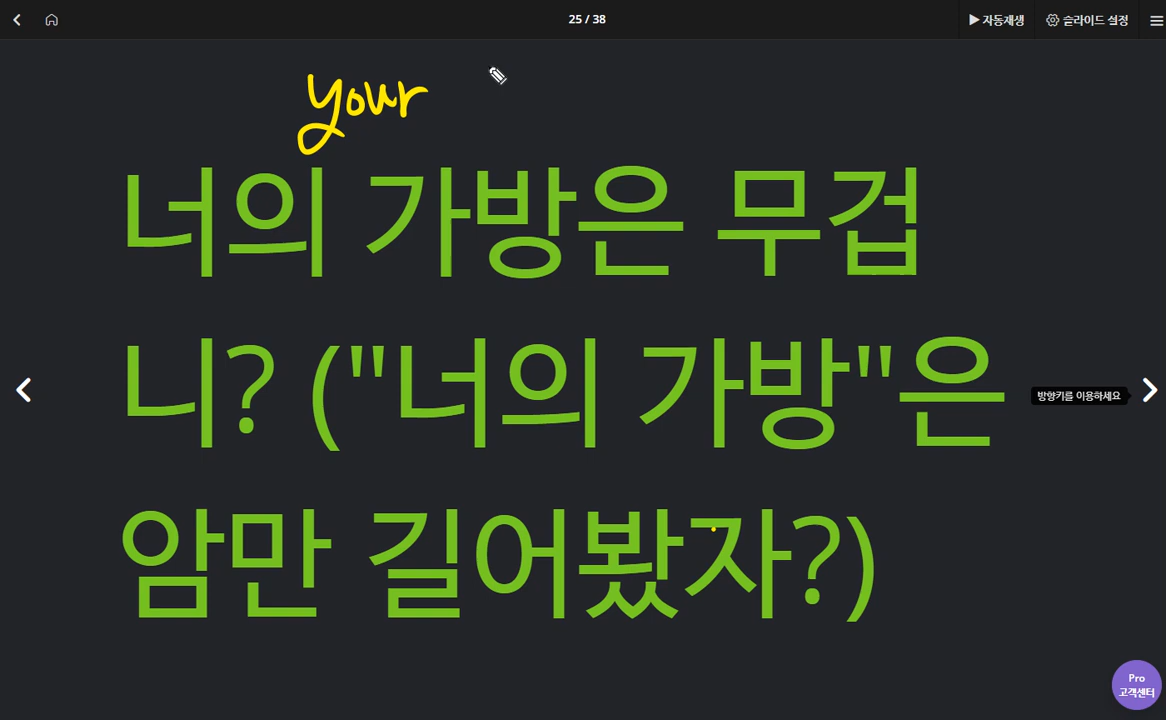 25 / 38
▶ 자동재생
슬라이드 설정
your
너의 가방은 무겁
니? ("너의 가방"은
방향키를 이용하세요
암만 길어봤자?)
Pro
고객센터